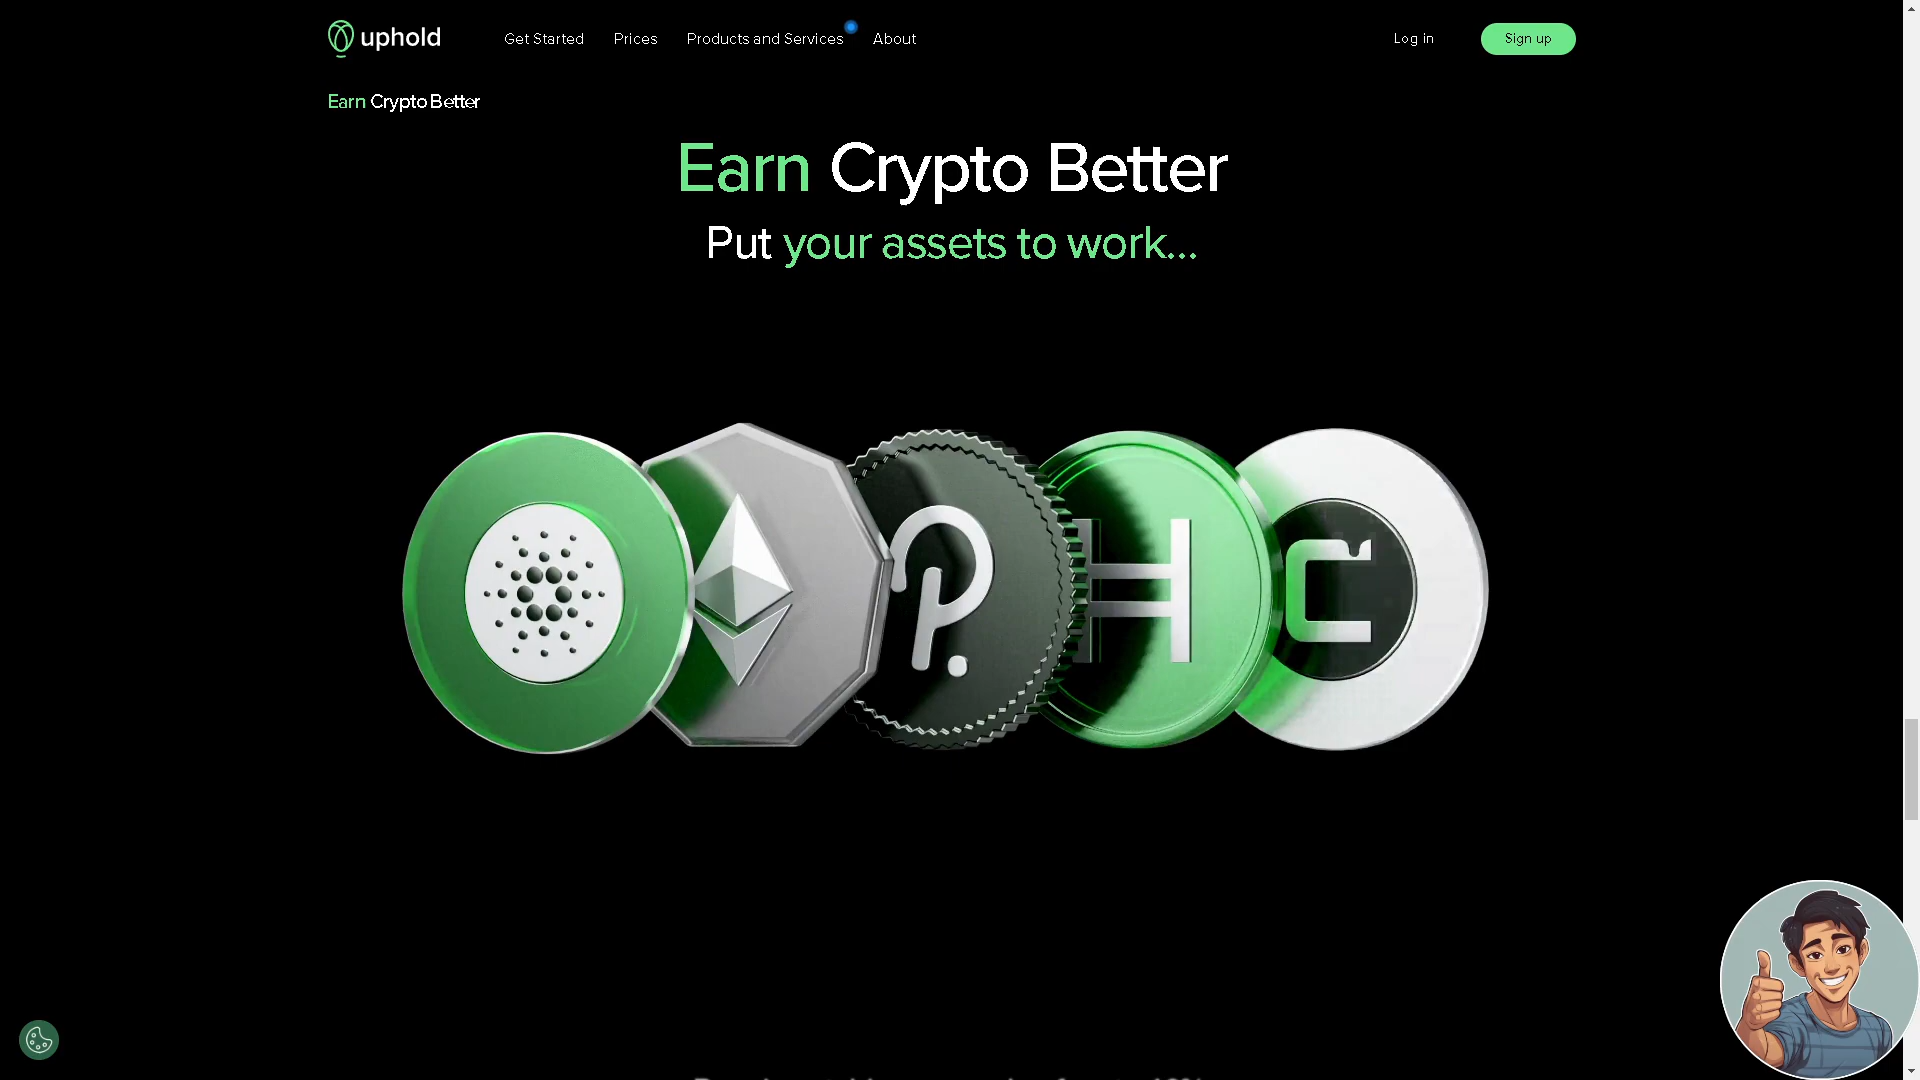 uphold
Get Started
Prices
Products and Services
About
Log in
Sign up
Earn Crypto Better
Earn Crypto Better
Put your assets to work...